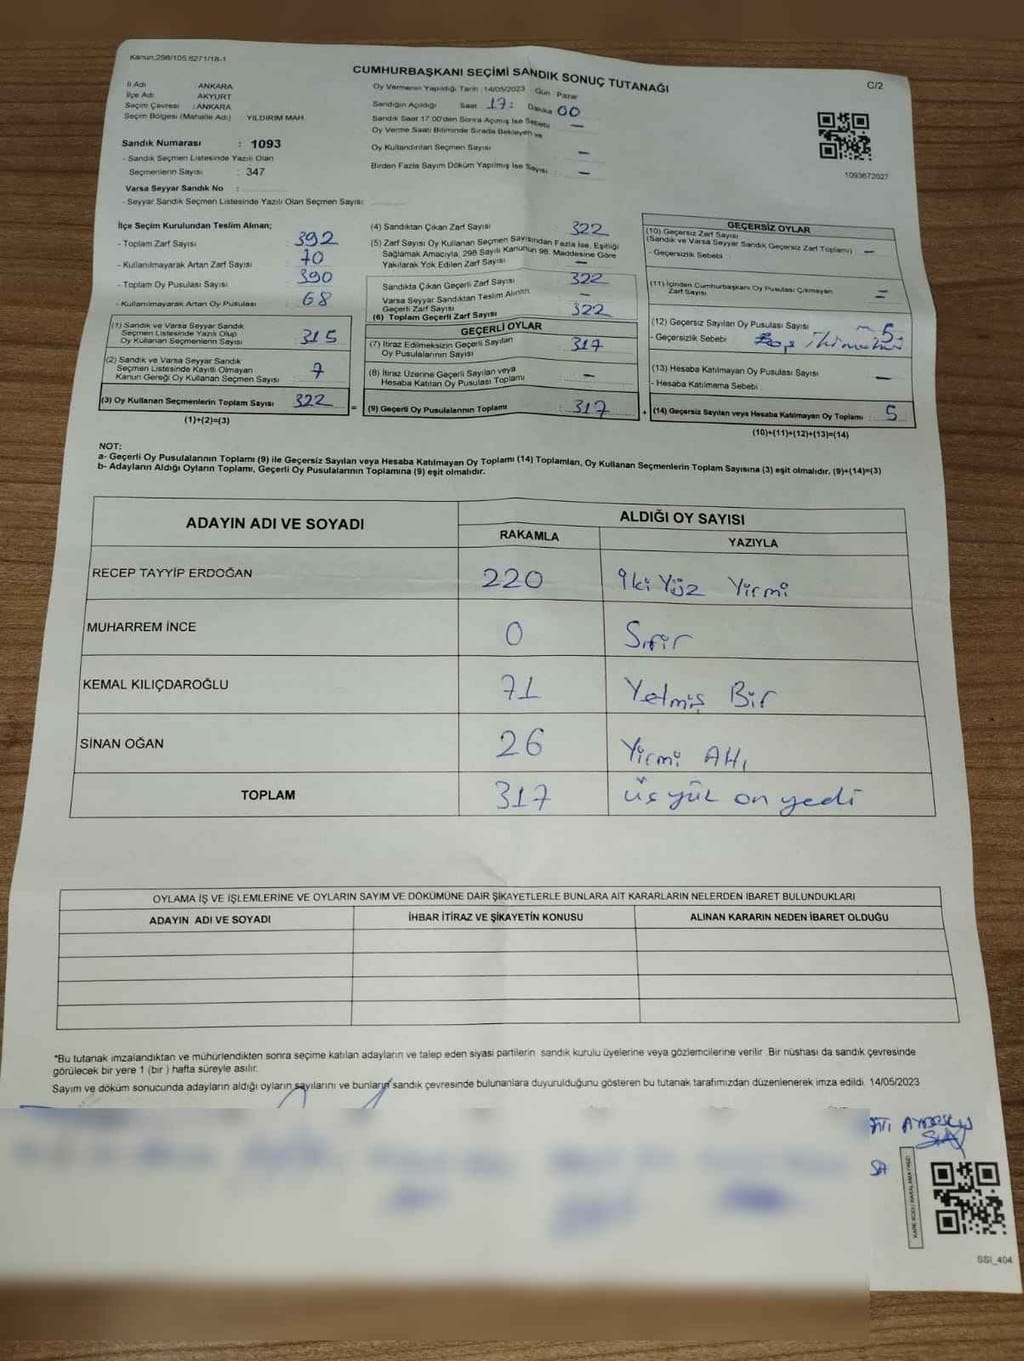 Kanun:298/105,6271/18-1
CUMHURBAŞKANI SEÇİMİ SANDIK SONUÇ TUTANAĞI
C/2
İl Adı : ANKARA
İlçe Adı : AKYURT
Seçim Çevresi : ANKARA
Seçim Bölgesi (Mahalle Adı) : YILDIRIM MAH.
Sandık Numarası : 1093
- Sandık Seçmen Listesinde Yazılı Olan
Seçmenlerin Sayısı : 347
Varsa Seyyar Sandık No :
- Seyyar Sandık Seçmen Listesinde Yazılı Olan Seçmen Sayısı:
Oy Vermenin Yapıldığı Tarih: 14/05/2023 Gün : Pazar
Sandığın Açıldığı Saat 17: Dakika 00
Sandık Saat 17:00'den Sonra Açılmış İse Sebebi –
Oy Verme Saati Bitiminde Sırada Bekleyen ve
Oy Kullandırılan Seçmen Sayısı –
Birden Fazla Sayım Döküm Yapılmış İse Sayısı –
1093672027
İlçe Seçim Kurulundan Teslim Alınan;
- Toplam Zarf Sayısı 392
- Kullanılmayarak Artan Zarf Sayısı 70
- Toplam Oy Pusulası Sayısı 390
- Kullanılmayarak Artan Oy Pusulası 68
(1) Sandık ve Varsa Seyyar Sandık
Seçmen Listesinde Yazılı Olup
Oy Kullanan Seçmenlerin Sayısı 315
(2) Sandık ve Varsa Seyyar Sandık
Seçmen Listesinde Kayıtlı Olmayan
Kanun Gereği Oy Kullanan Seçmen Sayısı 7
(3) Oy Kullanan Seçmenlerin Toplam Sayısı 322
(1)+(2)=(3)
(4) Sandıktan Çıkan Zarf Sayısı 322
(5) Zarf Sayısı Oy Kullanan Seçmen Sayısından Fazla İse, Eşitliği
Sağlamak Amacıyla, 298 Sayılı Kanunun 98. Maddesine Göre
Yakılarak Yok Edilen Zarf Sayısı –
Sandıkta Çıkan Geçerli Zarf Sayısı 322
Varsa Seyyar Sandıktan Teslim Alınan
Geçerli Zarf Sayısı –
(6) Toplam Geçerli Zarf Sayısı 322
GEÇERLİ OYLAR
(7) İtiraz Edilmeksizin Geçerli Sayılan
Oy Pusulalarının Sayısı 317
(8) İtiraz Üzerine Geçerli Sayılan veya
Hesaba Katılan Oy Pusulası Toplamı –
= (9) Geçerli Oy Pusulalarının Toplamı 317 +
GEÇERSİZ OYLAR
(10) Geçersiz Zarf Sayısı
(Sandık ve Varsa Seyyar Sandık Geçersiz Zarf Toplamı) –
- Geçersizlik Sebebi
(11) İçinden Cumhurbaşkanı Oy Pusulası Çıkmayan
Zarf Sayısı =
(12) Geçersiz Sayılan Oy Pusulası Sayısı 5
- Geçersizlik Sebebi
(13) Hesaba Katılmayan Oy Pusulası Sayısı –
- Hesaba Katılmama Sebebi
(14) Geçersiz Sayılan veya Hesaba Katılmayan Oy Toplamı 5
(10)+(11)+(12)+(13)=(14)
NOT:
a- Geçerli Oy Pusulalarının Toplamı (9) ile Geçersiz Sayılan veya Hesaba Katılmayan Oy Toplamı (14) Toplamları, Oy Kullanan Seçmenlerin Toplam Sayısına (3) eşit olmalıdır. (9)+(14)=(3)
b- Adayların Aldığı Oyların Toplamı, Geçerli Oy Pusulalarının Toplamına (9) eşit olmalıdır.
ADAYIN ADI VE SOYADI
ALDIĞI OY SAYISI
RAKAMLA YAZIYLA
RECEP TAYYİP ERDOĞAN 220 İki Yüz Yirmi
MUHARREM İNCE 0 Sıfır
KEMAL KILIÇDAROĞLU 71 Yetmiş Bir
SİNAN OĞAN 26 Yirmi Altı
TOPLAM 317 üç yük on yedi
OYLAMA İŞ VE İŞLEMLERİNE VE OYLARIN SAYIM VE DÖKÜMÜNE DAİR ŞİKAYETLERLE BUNLARA AİT KARARLARIN NELERDEN İBARET BULUNDUKLARI
ADAYIN ADI VE SOYADI İHBAR İTİRAZ VE ŞİKAYETİN KONUSU ALINAN KARARIN NEDEN İBARET OLDUĞU
*Bu tutanak imzalandıktan ve mühürlendikten sonra seçime katılan adayların ve talep eden siyasi partilerin sandık kurulu üyelerine veya gözlemcilerine verilir. Bir nüshası da sandık çevresinde
görülecek bir yere 1 (bir ) hafta süreyle asılır.
Sayım ve döküm sonucunda adayların aldığı oyların sayılarını ve bunların sandık çevresinde bulunanlara duyurulduğunu gösteren bu tutanak tarafımızdan düzenlenerek imza edildi. 14/05/2023
SSI_404